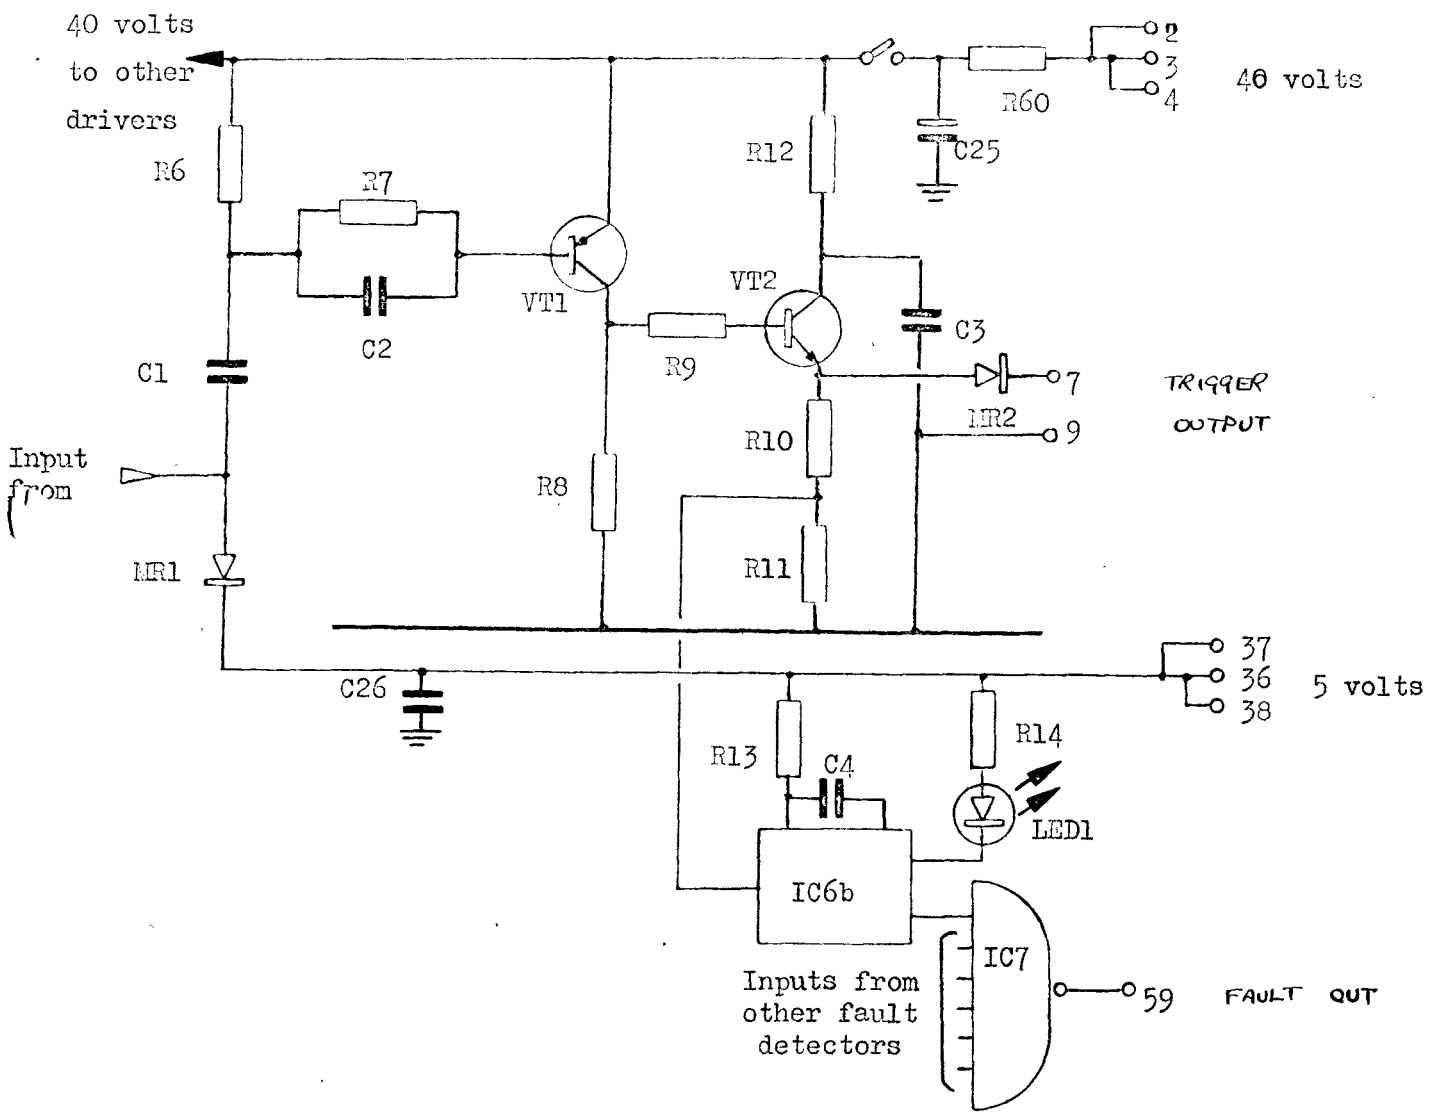 40 volts
to other
drivers
2
3
4
40 volts
R60
C25
R12
R6
R7
C2
VT1
VT2
R9
C3
C1
7
TRIGGER
MR2
OUTPUT
9
R10
Input
from
R8
R11
MR1
37
36
5 volts
38
C26
R13
R14
C4
LED1
IC6b
IC7
Inputs from
other fault
detectors
59
FAULT OUT